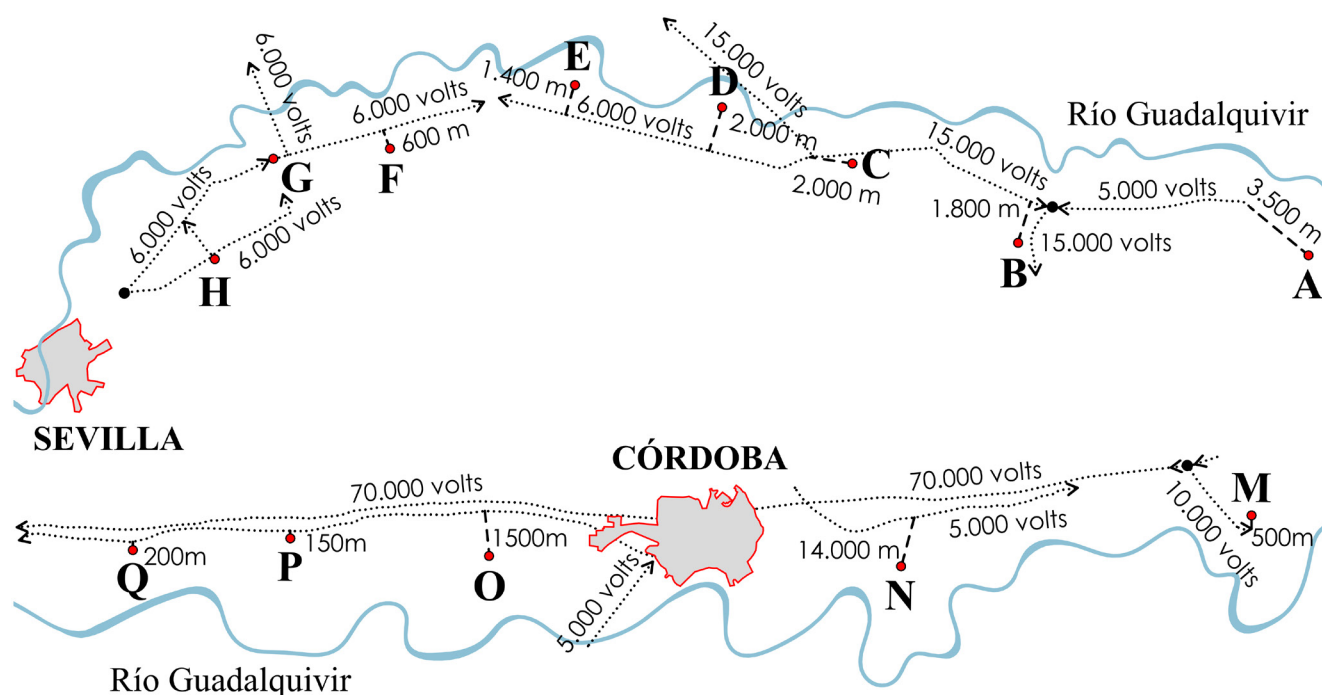 6.000 volts
15.000 volts
E
1.400 m
D
6.000 volts
6.000 volts
2.000 m
Río Guadalquivir
600 m
F
G
C
2.000 m
15.000 volts
5.000 volts
3.500 m
1.800 m
15.000 volts
B
A
6.000 volts
6.000 volts
H
SEVILLA
CÓRDOBA
70.000 volts
70.000 volts
10.000 volts
M
500m
5.000 volts
14.000 m
N
1500m
O
150m
P
200m
Q
5.000 volts
Río Guadalquivir